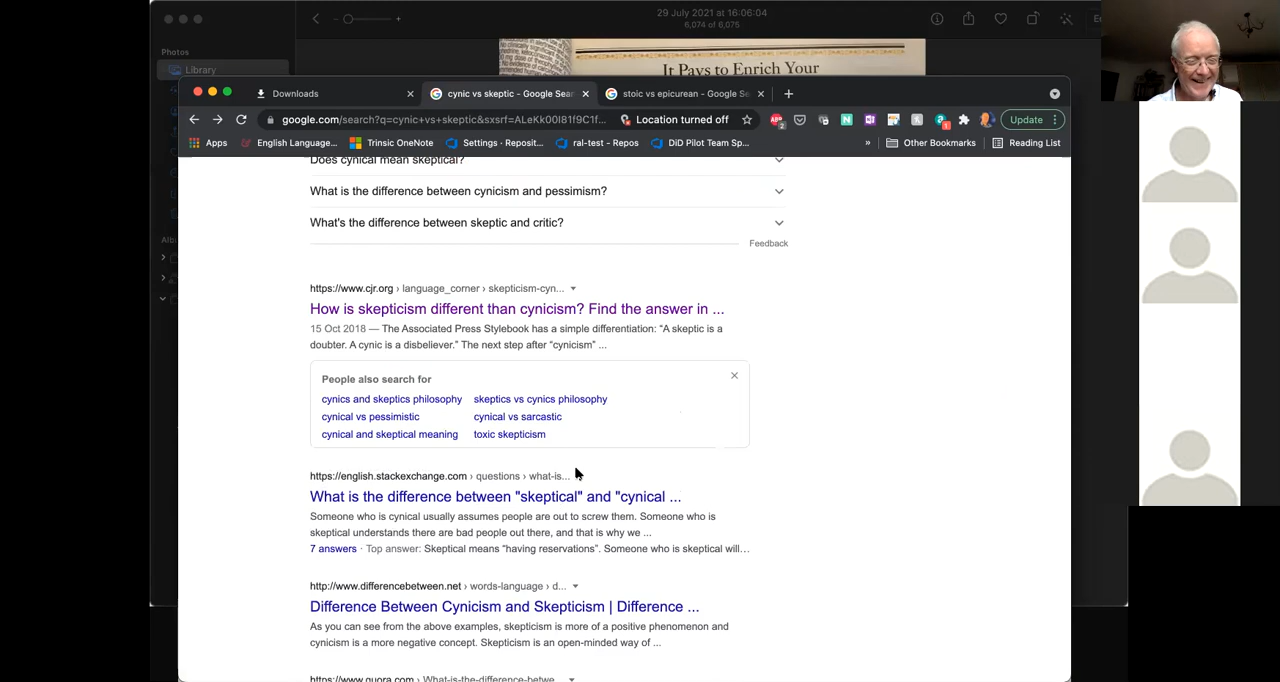 29 July 2021 at 16:06:04
6,074 of 6,075
Photos
Library
It Pays to Enrich Your
Downloads
cynic vs skeptic - Google Sear
stoic vs epicurean - Google Se
google.com/search?q=cynic+vs+skeptic&sxsrf=ALeKk00I81f9C1f...
Location turned off
Update
Apps
English Language...
Trinsic OneNote
Settings · Reposit...
ral-test - Repos
DiD Pilot Team Sp...
»
Other Bookmarks
Reading List
Does cynical mean skeptical?
What is the difference between cynicism and pessimism?
What's the difference between skeptic and critic?
Feedback
https://www.cjr.org › language_corner › skepticism-cyn...
How is skepticism different than cynicism? Find the answer in ...
15 Oct 2018 — The Associated Press Stylebook has a simple differentiation: “A skeptic is a
doubter. A cynic is a disbeliever.” The next step after “cynicism” ...
People also search for
cynics and skeptics philosophy
skeptics vs cynics philosophy
cynical vs pessimistic
cynical vs sarcastic
cynical and skeptical meaning
toxic skepticism
https://english.stackexchange.com › questions › what-is...
What is the difference between "skeptical" and "cynical ...
Someone who is cynical usually assumes people are out to screw them. Someone who is
skeptical understands there are bad people out there, and that is why we ...
7 answers · Top answer: Skeptical means “having reservations”. Someone who is skeptical will...
http://www.differencebetween.net › words-language › d...
Difference Between Cynicism and Skepticism | Difference ...
As you can see from the above examples, skepticism is more of a positive phenomenon and
cynicism is a more negative concept. Skepticism is an open-minded way of ...
https://www.quora.com › What-is-the-difference-betwe...